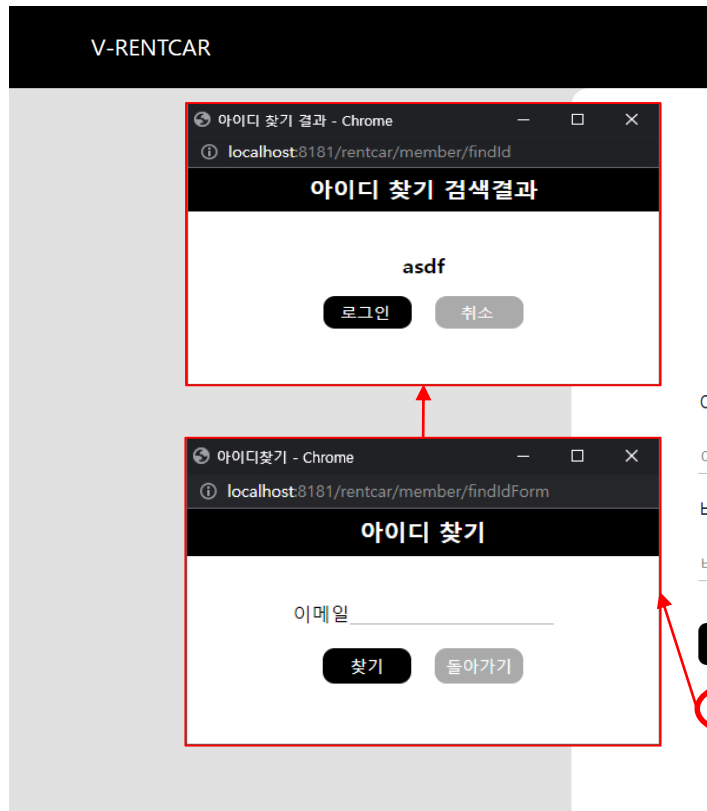 V-RENTCAR
아이디 찾기 결과 - Chrome
localhost:8181/rentcar/member/findId
아이디 찾기 검색결과
asdf
로그인 취소
아이디찾기 - Chrome
localhost:8181/rentcar/member/findIdForm
아이디 찾기
이메일
찾기 돌아가기